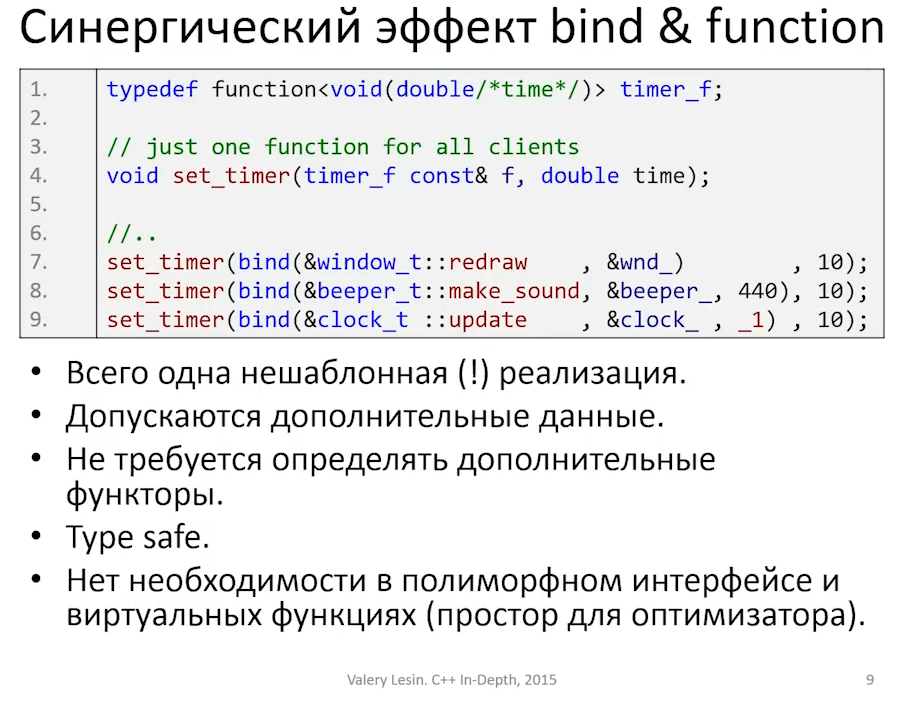 Синергический эффект bind & function
1. typedef function<void(double/*time*/)> timer_f;
2.
3. // just one function for all clients
4. void set_timer(timer_f const& f, double time);
5.
6. //..
7. set_timer(bind(&window_t::redraw    , &wnd_)        , 10);
8. set_timer(bind(&beeper_t::make_sound, &beeper_, 440), 10);
9. set_timer(bind(&clock_t ::update    , &clock_ , _1) , 10);
• Всего одна нешаблонная (!) реализация.
• Допускаются дополнительные данные.
• Не требуется определять дополнительные
функторы.
• Type safe.
• Нет необходимости в полиморфном интерфейсе и
виртуальных функциях (простор для оптимизатора).
Valery Lesin. C++ In-Depth, 2015
9